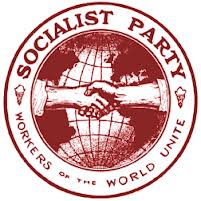 SOCIALIST PARTY
WORKERS OF THE WORLD UNITE